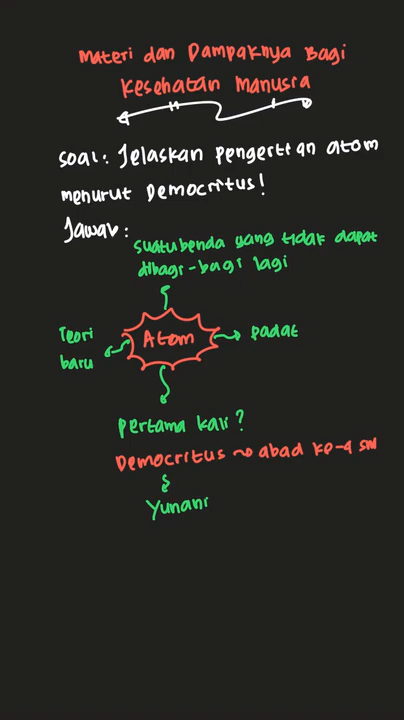 Materi dan Dampaknya Bagi
Kesehatan Manusia
Soal: Jelaskan pengertian atom
menurut Democritus!
Jawab:
suatu benda yang tidak dapat
dibagi-bagi lagi
Teori
baru
Atom
padat
pertama kali?
Democritus ~ abad ke-4 SM
Yunani